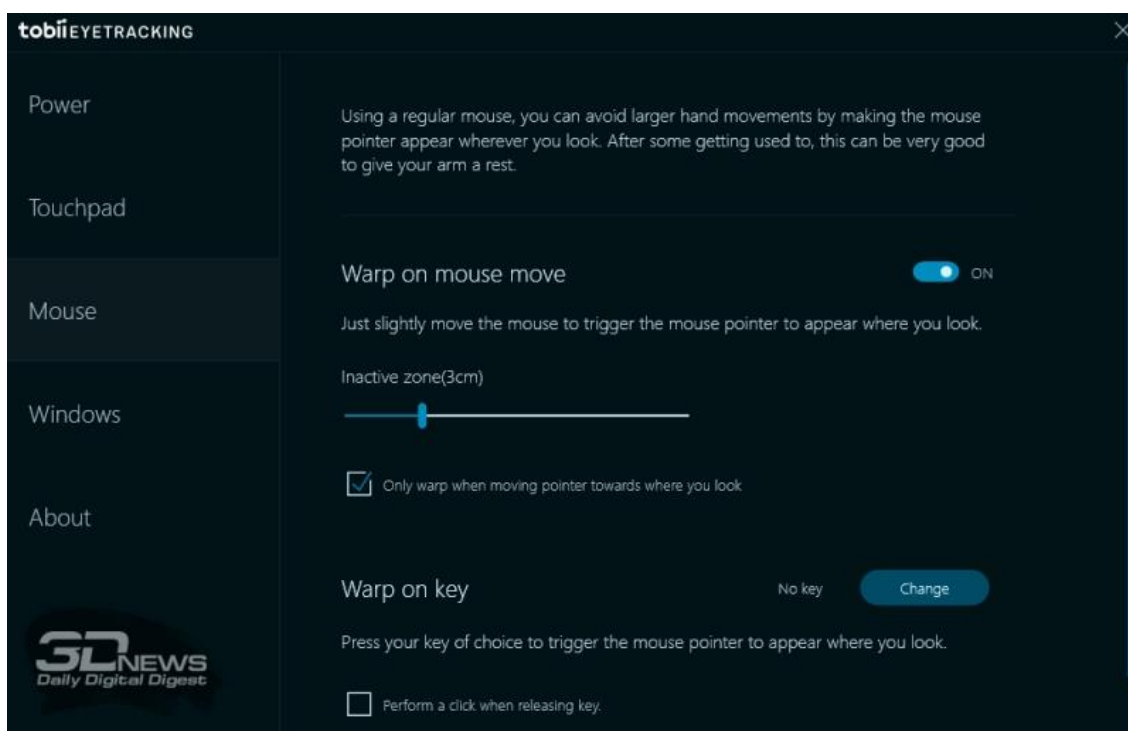 tobii EYETRACKING
Power
Touchpad
Mouse
Windows
About
Using a regular mouse, you can avoid larger hand movements by making the mouse
pointer appear wherever you look. After some getting used to, this can be very good
to give your arm a rest.
Warp on mouse move
ON
Just slightly move the mouse to trigger the mouse pointer to appear where you look.
Inactive zone(3cm)
Only warp when moving pointer towards where you look
Warp on key
No key
Change
Press your key of choice to trigger the mouse pointer to appear where you look.
Perform a click when releasing key.
3DNEWS
Daily Digital Digest